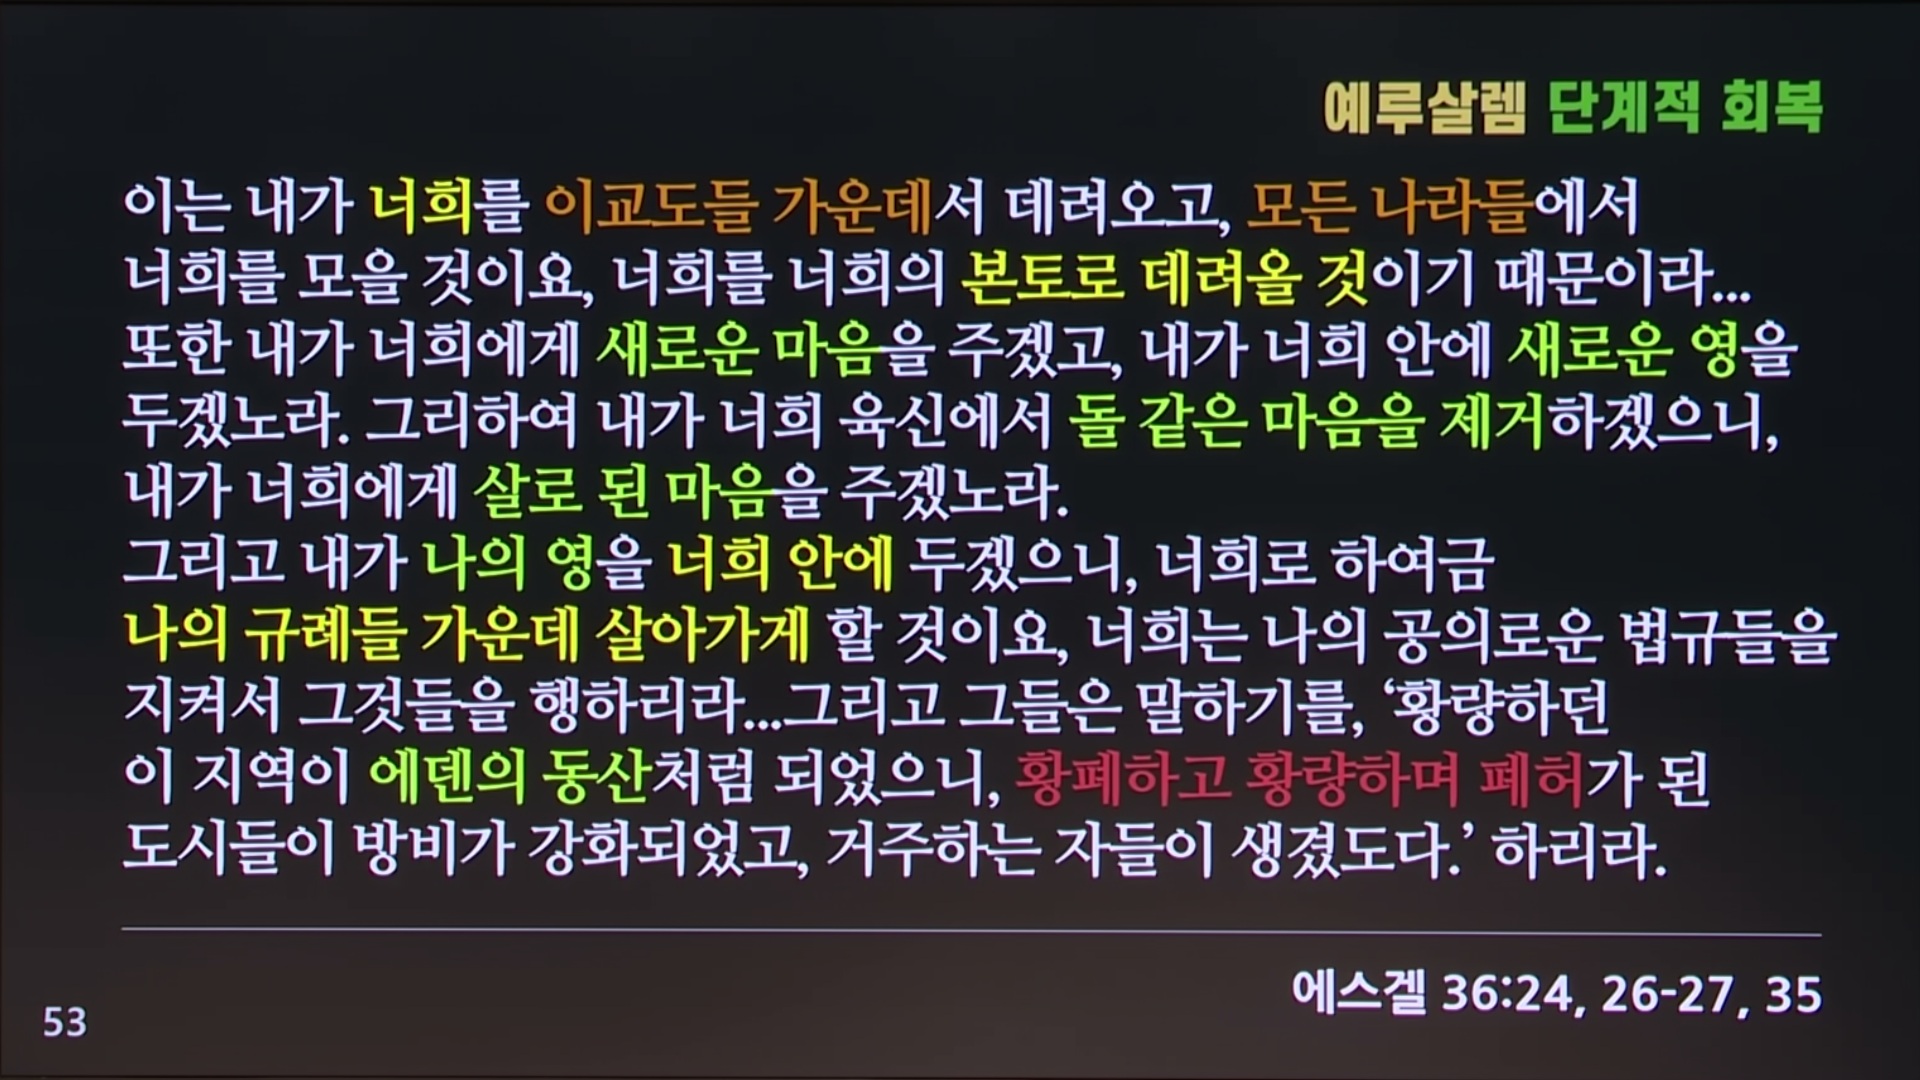 예루살렘 단계적 회복
이는 내가 너희를 이교도들 가운데서 데려오고, 모든 나라들에서
너희를 모을 것이요, 너희를 너희의 본토로 데려올 것이기 때문이라...
또한 내가 너희에게 새로운 마음을 주겠고, 내가 너희 안에 새로운 영을
두겠노라. 그리하여 내가 너희 육신에서 돌 같은 마음을 제거하겠으니,
내가 너희에게 살로 된 마음을 주겠노라.
그리고 내가 나의 영을 너희 안에 두겠으니, 너희로 하여금
나의 규례들 가운데 살아가게 할 것이요, 너희는 나의 공의로운 법규들을
지켜서 그것들을 행하리라...그리고 그들은 말하기를, ‘황량하던
이 지역이 에덴의 동산처럼 되었으니, 황폐하고 황량하며 폐허가 된
도시들이 방비가 강화되었고, 거주하는 자들이 생겼도다.’ 하리라.
에스겔 36:24, 26-27, 35
53